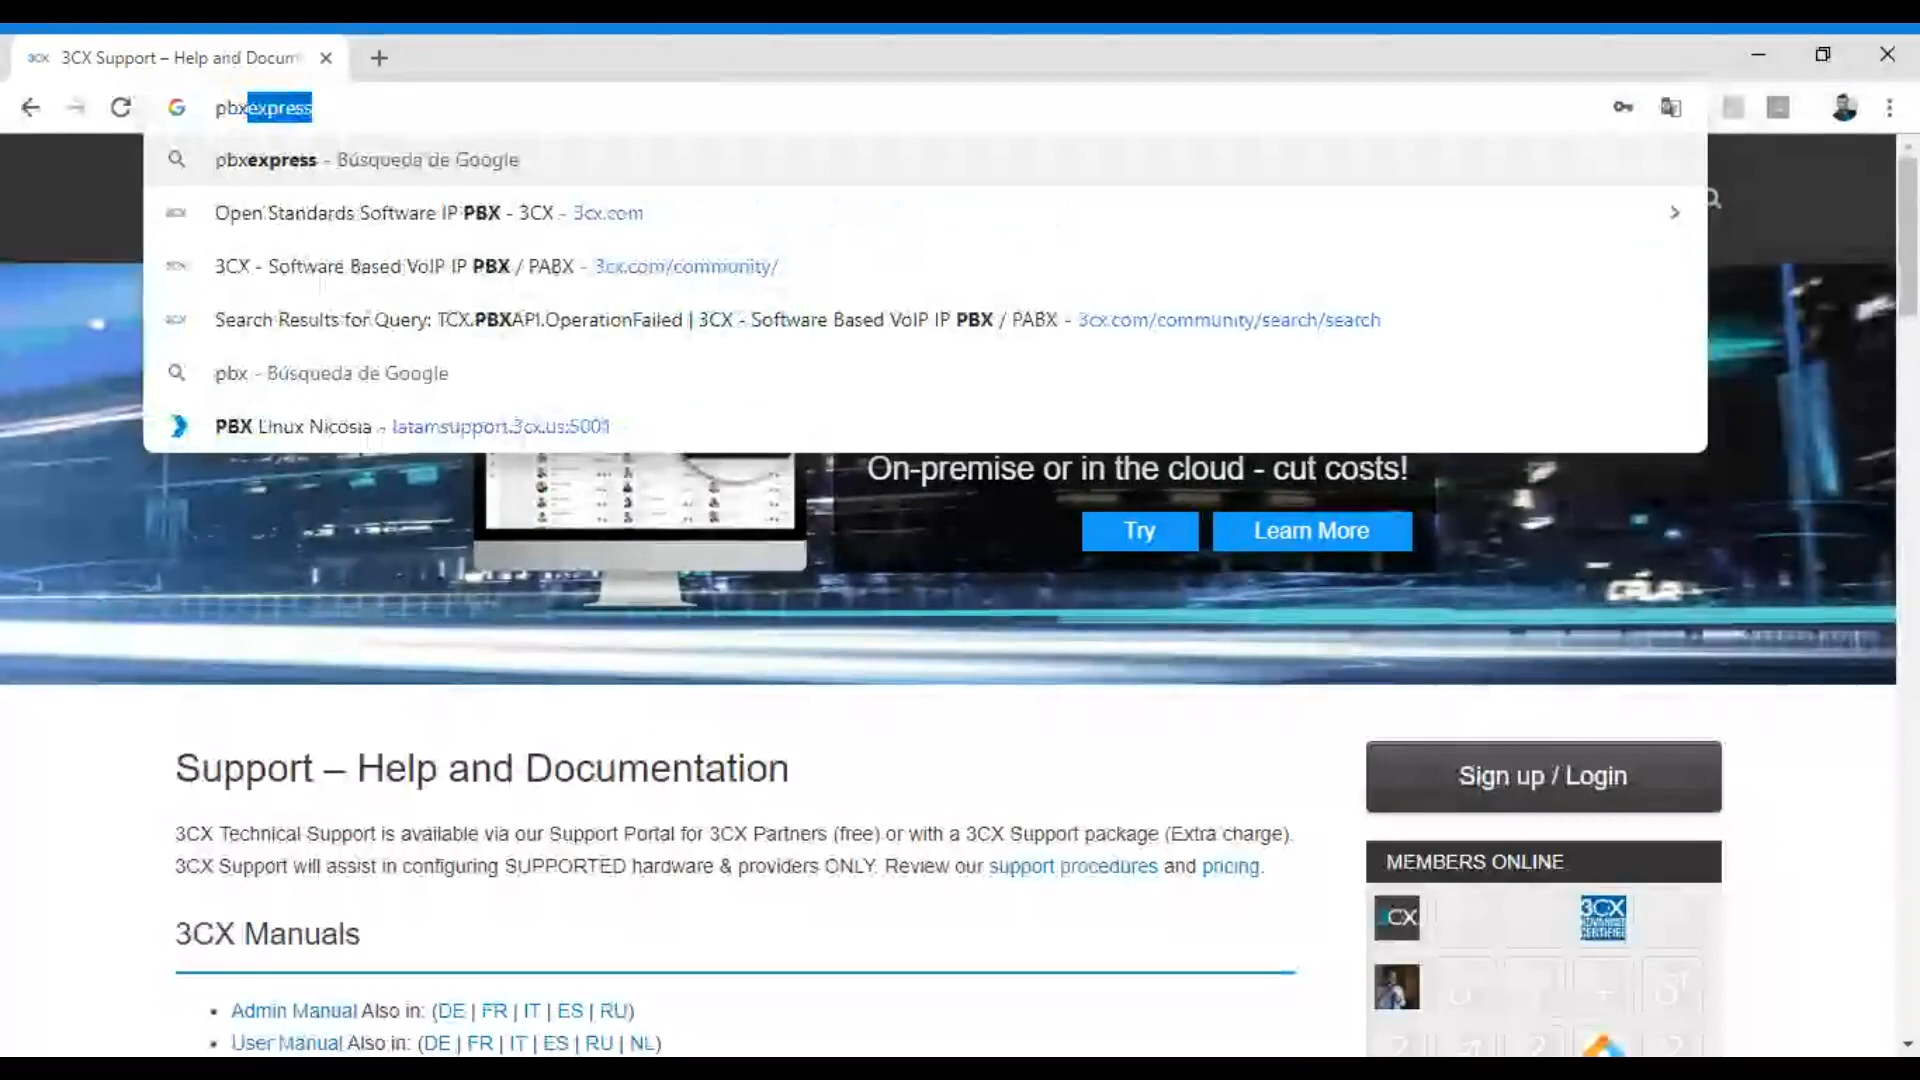 3CX 3CX Support – Help and Docum
pbxexpress
pbxexpress - Búsqueda de Google
Open Standards Software IP PBX - 3CX - 3cx.com
3CX - Software Based VoIP IP PBX / PABX - 3cx.com/community/
Search Results for Query: TCX.PBXAPI.OperationFailed | 3CX - Software Based VoIP IP PBX / PABX - 3cx.com/community/search/search
pbx - Búsqueda de Google
PBX Linux Nicosia - latamsupport.3cx.us:5001
On-premise or in the cloud - cut costs!
Try Learn More
Support – Help and Documentation
Sign up / Login
3CX Technical Support is available via our Support Portal for 3CX Partners (free) or with a 3CX Support package (Extra charge).
3CX Support will assist in configuring SUPPORTED hardware & providers ONLY. Review our support procedures and pricing.
MEMBERS ONLINE
3CX
3CX
CERTIFIED
3CX Manuals
Admin Manual Also in: (DE | FR | IT | ES | RU)
User Manual Also in: (DE | FR | IT | ES | RU | NL)